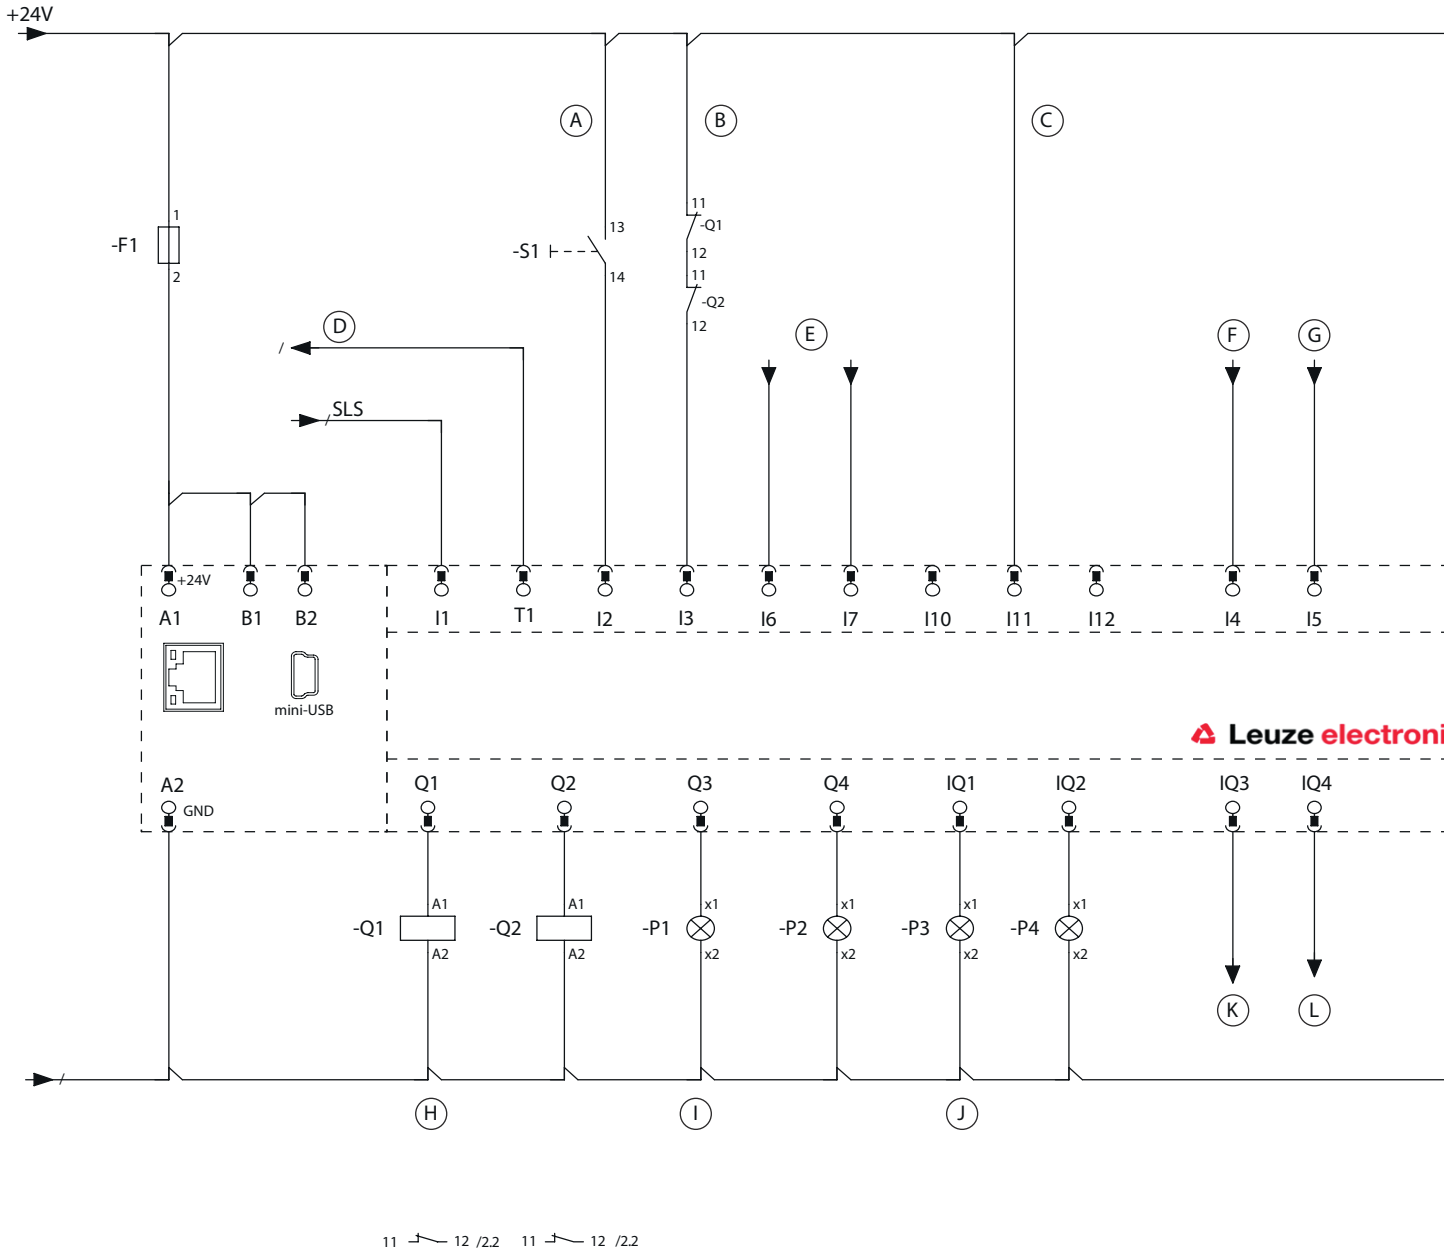 +24V
A B C
11
-Q1
12
11
-Q2
12
13
-S1
14
1
-F1
2
D
SLS
E
F G
+24V
A1 B1 B2 I1 T1 I2 I3 I6 I7 I10 I11 I12 I4 I5
mini-USB
Leuze electroni
A2 Q1 Q2 Q3 Q4 IQ1 IQ2 IQ3 IQ4
GND
A1 A1 x1 x1 x1 x1
-Q1 -Q2 -P1 -P2 -P3 -P4
A2 A2 x2 x2 x2 x2
K L
/
H I J
11 12 /2.2 11 12 /2.2